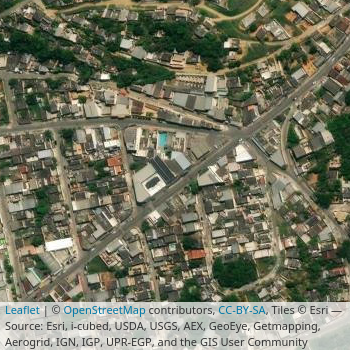 Leaflet | © OpenStreetMap contributors, CC-BY-SA, Tiles © Esri —
Source: Esri, i-cubed, USDA, USGS, AEX, GeoEye, Getmapping,
Aerogrid, IGN, IGP, UPR-EGP, and the GIS User Community